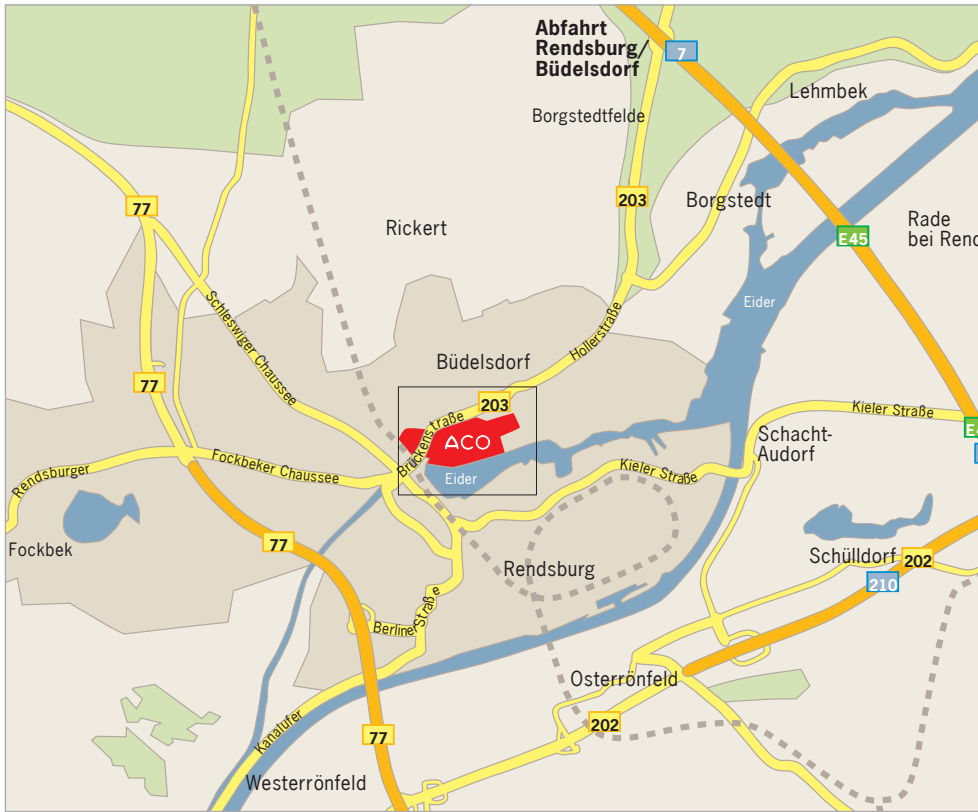 Abfahrt
Rendsburg/
Büdelsdorf
7
Lehmbek
Borgstedtfelde
77
203
Borgstedt
Rickert
E45
Rade
bei Rend
Eider
Schleswiger Chaussee
Hollerstraße
Büdelsdorf
77
203
Kieler Straße
Brückenstraße
ACO
Schacht-
Audorf
Rendsburger
Fockbeker Chaussee
Eider
Kieler Straße
Fockbek
77
Rendsburg
Schülldorf
202
210
Berliner Straße
Osterrönfeld
Kanalufer
77
202
Westerrönfeld